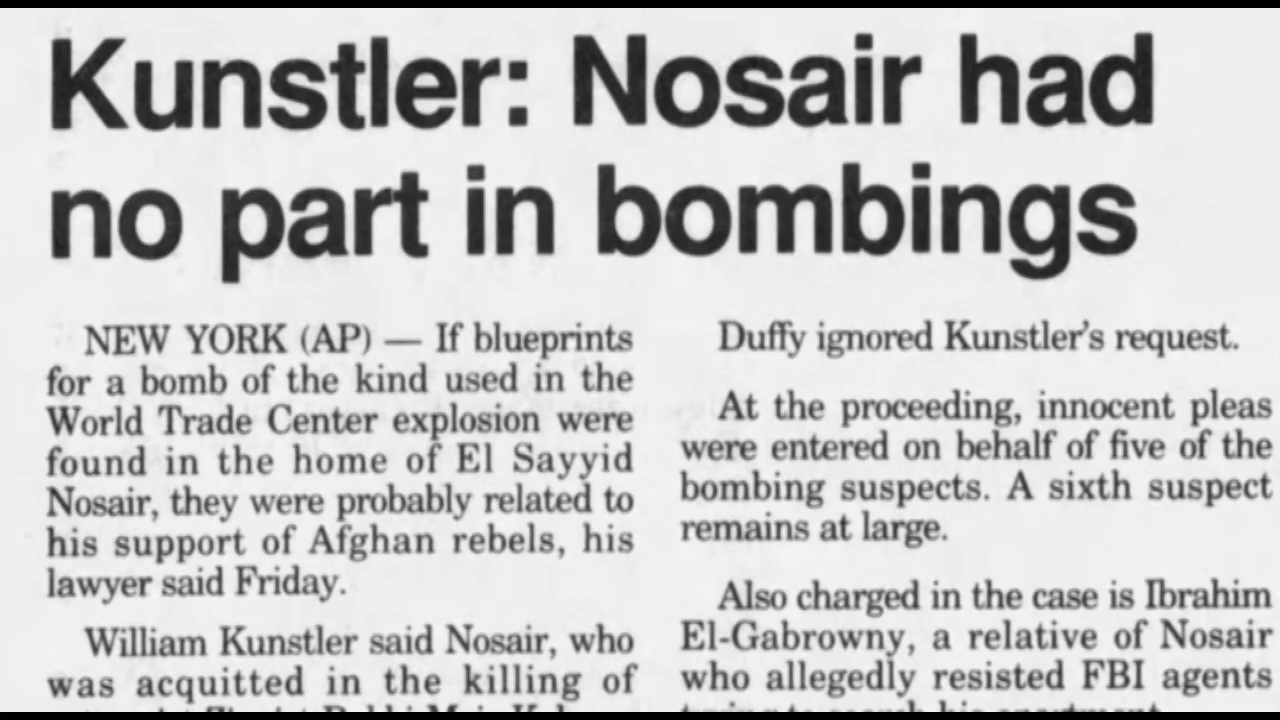 Kunstler: Nosair had
no part in bombings
NEW YORK (AP) — If blueprints
for a bomb of the kind used in the
World Trade Center explosion were
found in the home of El Sayyid
Nosair, they were probably related to
his support of Afghan rebels, his
lawyer said Friday.
William Kunstler said Nosair, who
was acquitted in the killing of
Duffy ignored Kunstler's request.
At the proceeding, innocent pleas
were entered on behalf of five of the
bombing suspects. A sixth suspect
remains at large.
Also charged in the case is Ibrahim
El-Gabrowny, a relative of Nosair
who allegedly resisted FBI agents